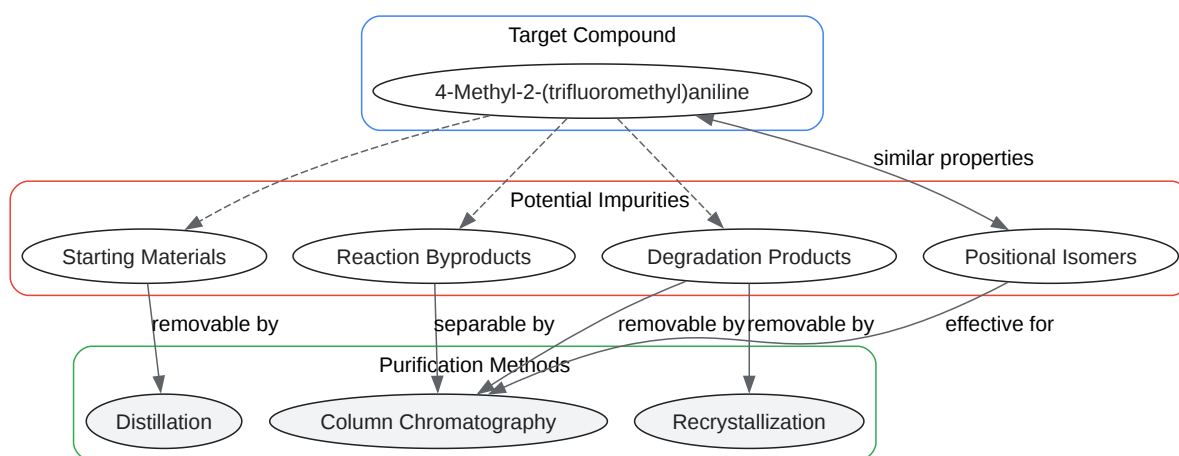 Target Compound
4-Methyl-2-(trifluoromethyl)aniline
similar properties
Potential Impurities
Starting Materials
Reaction Byproducts
Degradation Products
Positional Isomers
removable by
separable by
removable by
removable by
effective for
Purification Methods
Distillation
Column Chromatography
Recrystallization